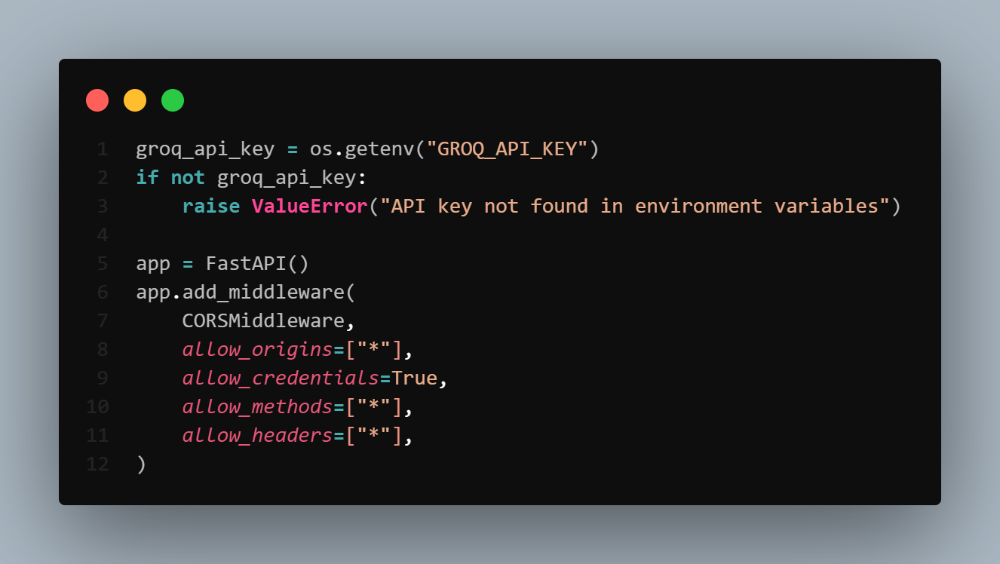 1 groq_api_key = os.getenv("GROQ_API_KEY")
2 if not groq_api_key:
3     raise ValueError("API key not found in environment variables")
4
5 app = FastAPI()
6 app.add_middleware(
7     CORSMiddleware,
8     allow_origins=["*"],
9     allow_credentials=True,
10     allow_methods=["*"],
11     allow_headers=["*"],
12 )